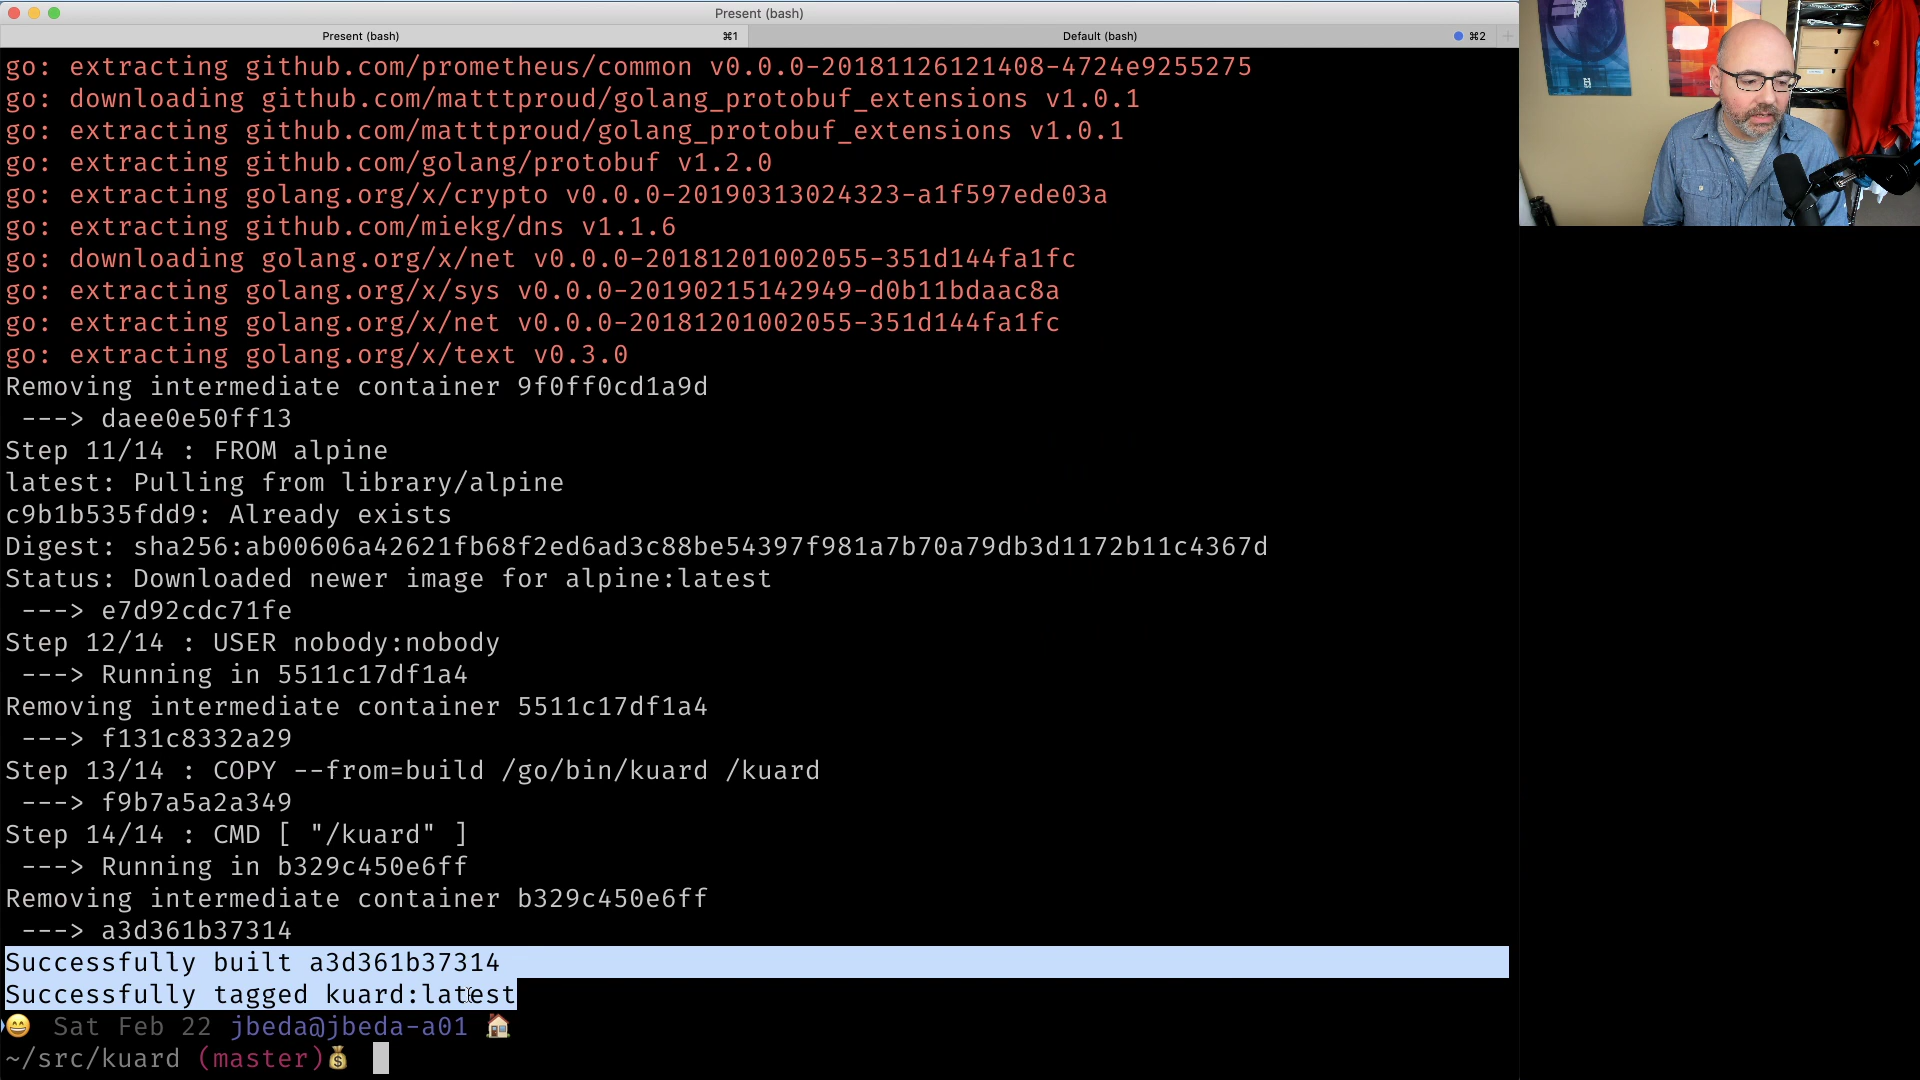 Present (bash)
Present (bash) ⌘1 Default (bash) ⌘2
go: extracting github.com/prometheus/common v0.0.0-20181126121408-4724e9255275
go: downloading github.com/matttproud/golang_protobuf_extensions v1.0.1
go: extracting github.com/matttproud/golang_protobuf_extensions v1.0.1
go: extracting github.com/golang/protobuf v1.2.0
go: extracting golang.org/x/crypto v0.0.0-20190313024323-a1f597ede03a
go: extracting github.com/miekg/dns v1.1.6
go: downloading golang.org/x/net v0.0.0-20181201002055-351d144fa1fc
go: extracting golang.org/x/sys v0.0.0-20190215142949-d0b11bdaac8a
go: extracting golang.org/x/net v0.0.0-20181201002055-351d144fa1fc
go: extracting golang.org/x/text v0.3.0
Removing intermediate container 9f0ff0cd1a9d
---> daee0e50ff13
Step 11/14 : FROM alpine
latest: Pulling from library/alpine
c9b1b535fdd9: Already exists
Digest: sha256:ab00606a42621fb68f2ed6ad3c88be54397f981a7b70a79db3d1172b11c4367d
Status: Downloaded newer image for alpine:latest
---> e7d92cdc71fe
Step 12/14 : USER nobody:nobody
---> Running in 5511c17df1a4
Removing intermediate container 5511c17df1a4
---> f131c8332a29
Step 13/14 : COPY --from=build /go/bin/kuard /kuard
---> f9b7a5a2a349
Step 14/14 : CMD [ "/kuard" ]
---> Running in b329c450e6ff
Removing intermediate container b329c450e6ff
---> a3d361b37314
Successfully built a3d361b37314
Successfully tagged kuard:latest
😄 Sat Feb 22 jbeda@jbeda-a01 🏠
~/src/kuard (master)💰